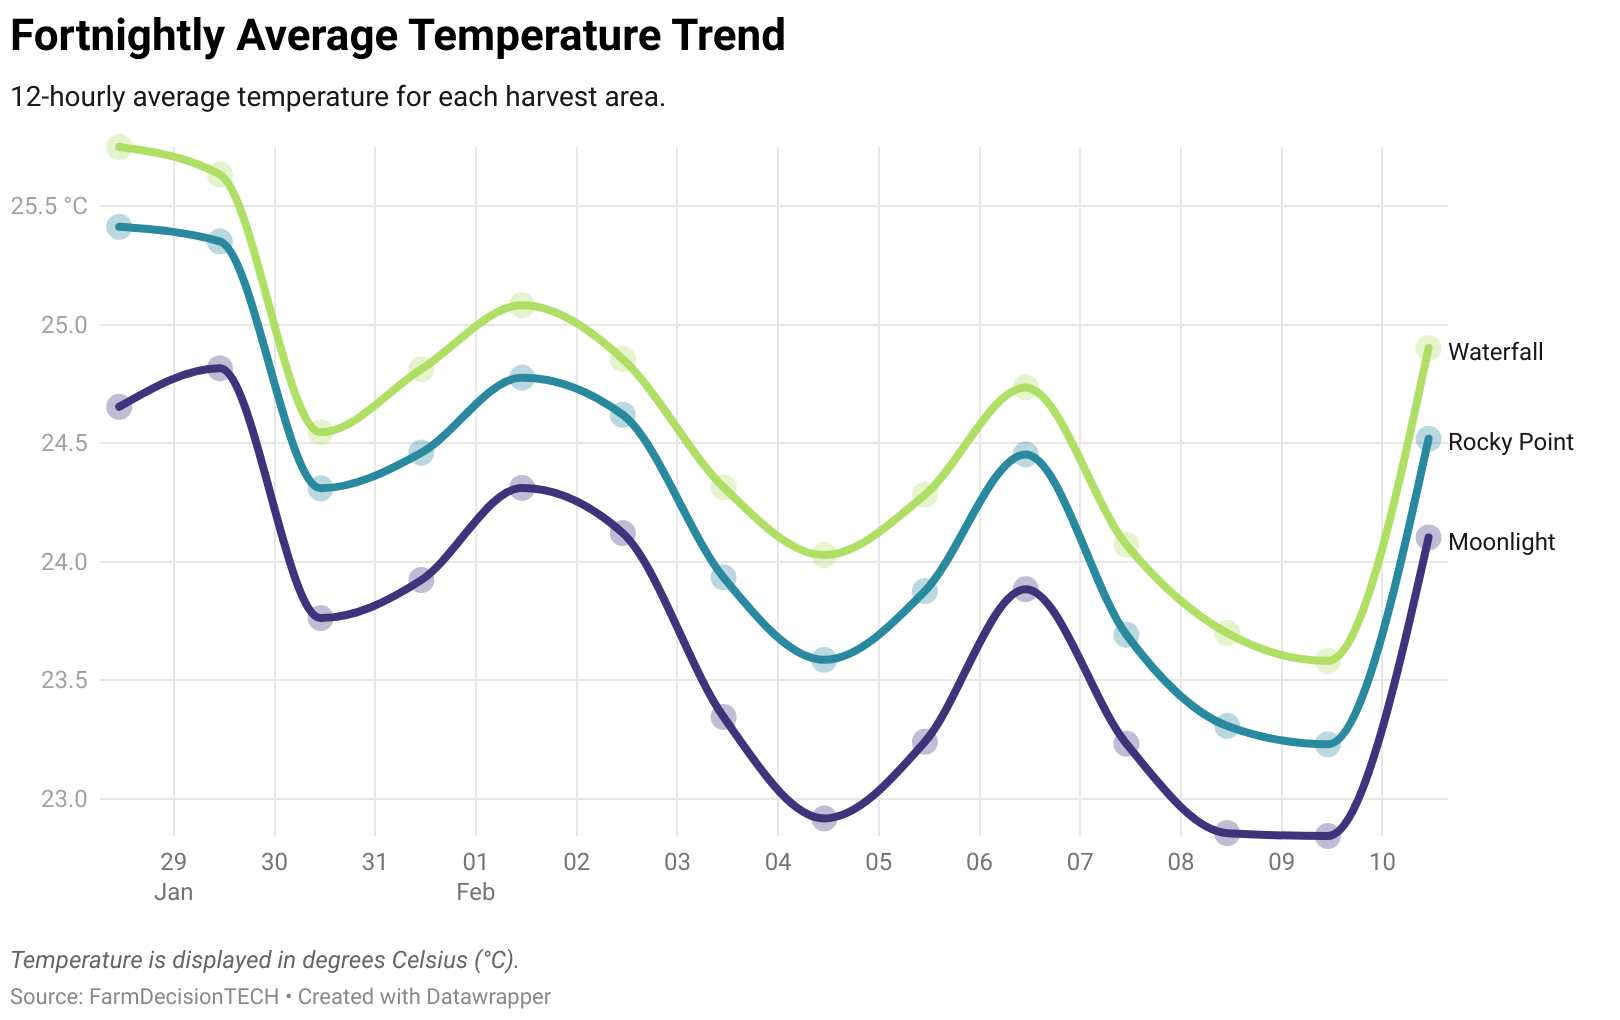 Fortnightly Average Temperature Trend
12-hourly average temperature for each harvest area.
25.5 °C
25.0
24.5
24.0
23.5
23.0
Waterfall
Rocky Point
Moonlight
29 30 31 01 02 03 04 05 06 07 08 09 10
Jan Feb
Temperature is displayed in degrees Celsius (°C).
Source: FarmDecisionTECH • Created with Datawrapper